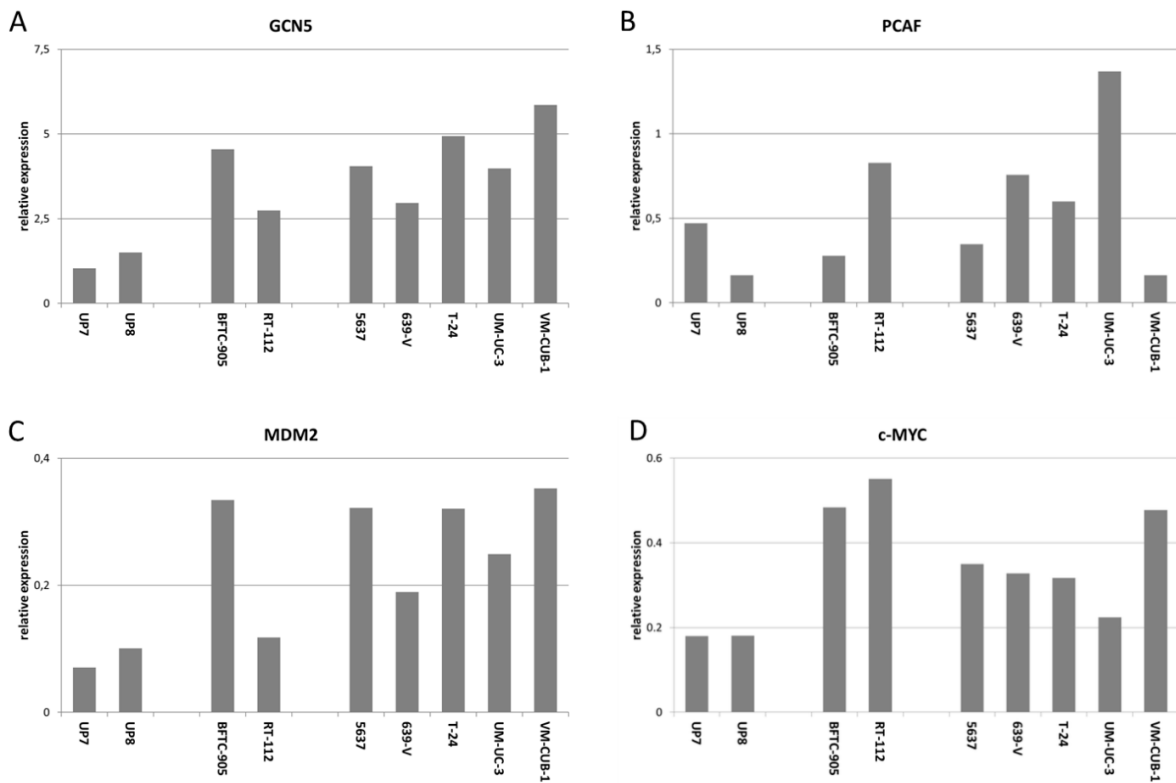 A
GCN5
relative expression
7,5
5
2,5
0
UP7
UP8
BFTC-905
RT-112
5637
639-V
T-24
UM-UC-3
VM-CUB-1
B
PCAF
relative expression
1,5
1
0,5
0
UP7
UP8
BFTC-905
RT-112
5637
639-V
T-24
UM-UC-3
VM-CUB-1
C
MDM2
relative expression
0,4
0,2
0
UP7
UP8
BFTC-905
RT-112
5637
639-V
T-24
UM-UC-3
VM-CUB-1
D
c-MYC
relative expression
0.6
0.4
0.2
0
UP7
UP8
BFTC-905
RT-112
5637
639-V
T-24
UM-UC-3
VM-CUB-1